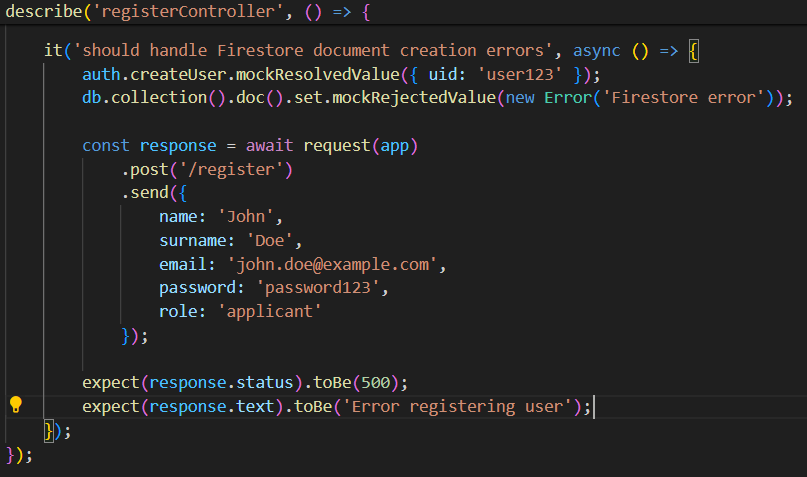 describe('registerController', () => {
    it('should handle Firestore document creation errors', async () => {
        auth.createUser.mockResolvedValue({ uid: 'user123' });
        db.collection().doc().set.mockRejectedValue(new Error('Firestore error'));
        const response = await request(app)
            .post('/register')
            .send({
                name: 'John',
                surname: 'Doe',
                email: 'john.doe@example.com',
                password: 'password123',
                role: 'applicant'
            });
        expect(response.status).toBe(500);
        expect(response.text).toBe('Error registering user');
    });
});